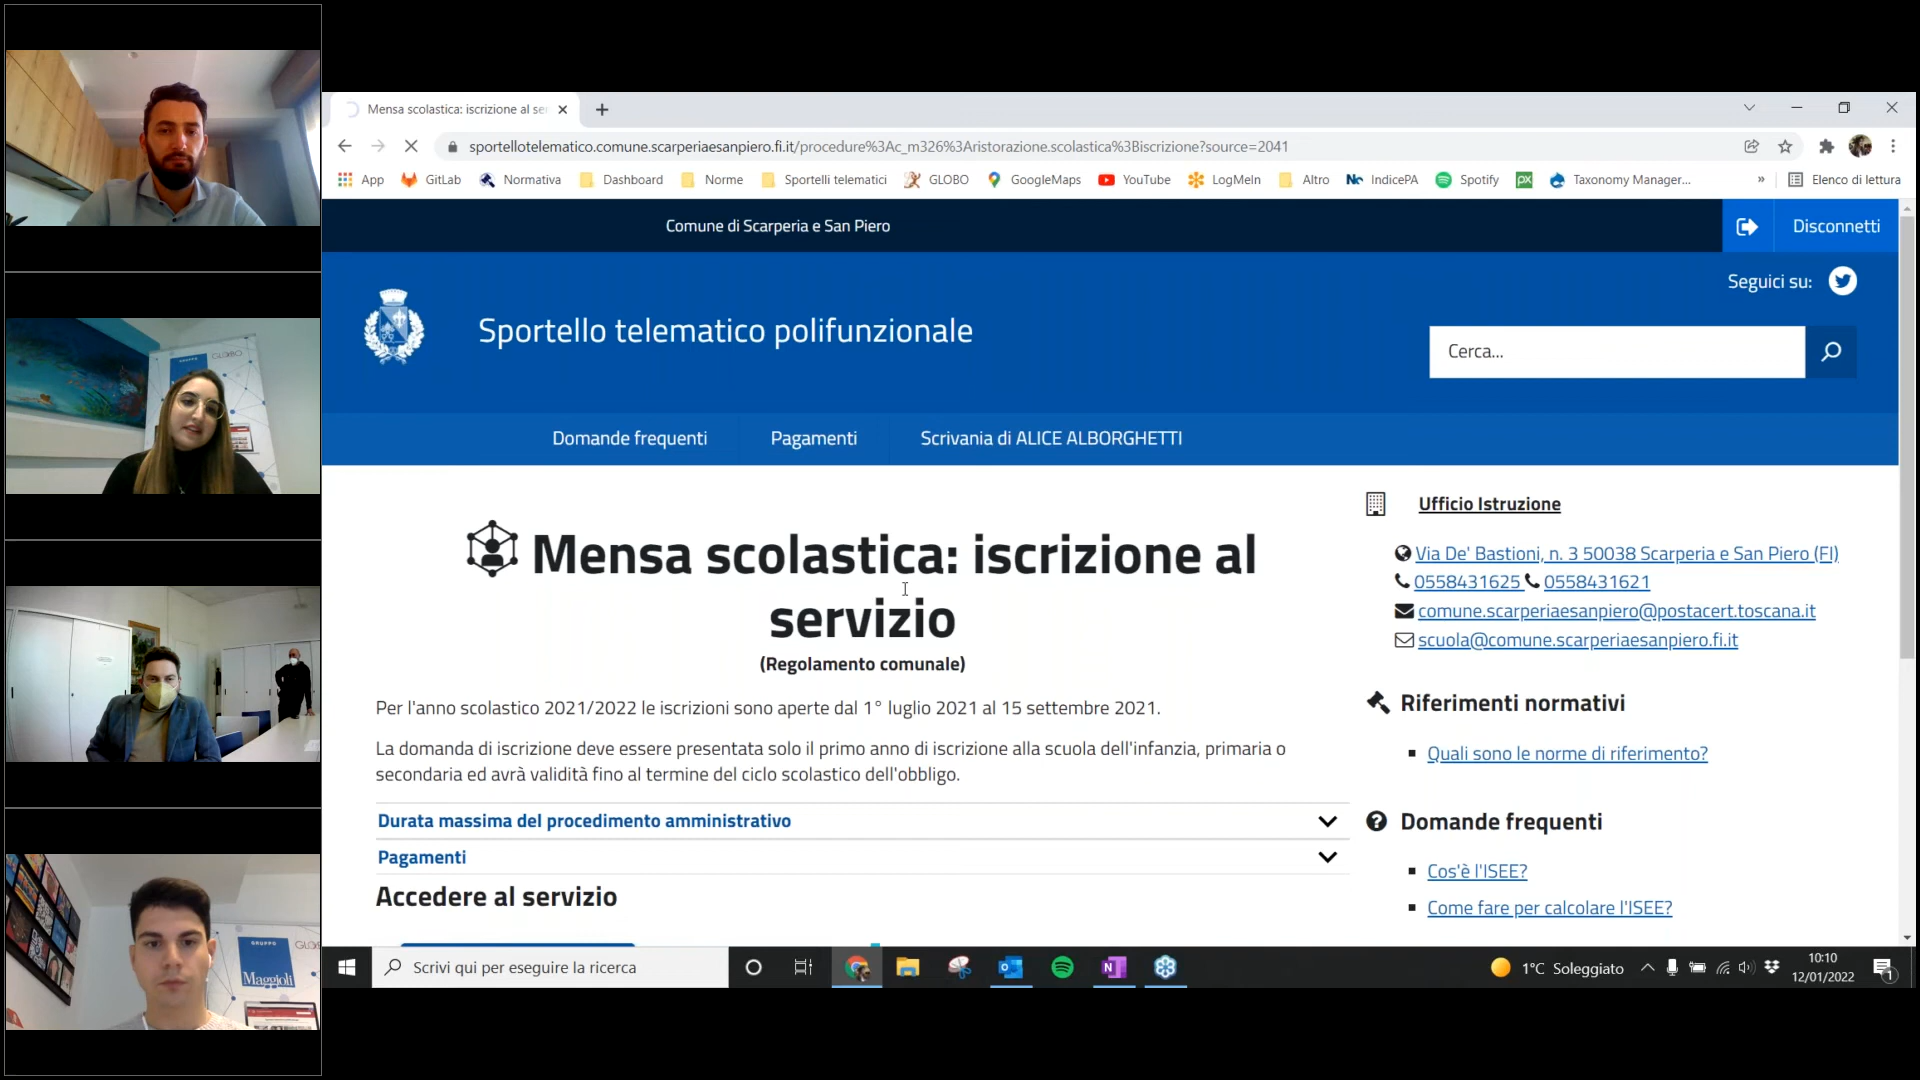 GLOBO
GRUPPO
GRUPPO
Maggioli
Mensa scolastica: iscrizione al se
sportellotelematico.comune.scarperiaesanpiero.fi.it/procedure%3Ac_m326%3Aristorazione.scolastica%3Biscrizione?source=2041
App
GitLab
Normativa
Dashboard
Norme
Sportelli telematici
GLOBO
GoogleMaps
YouTube
LogMeIn
Altro
IndicePA
Spotify
px
Taxonomy Manager...
»
Elenco di lettura
Comune di Scarperia e San Piero
Disconnetti
Seguici su:
Sportello telematico polifunzionale
Cerca...
Domande frequenti
Pagamenti
Scrivania di ALICE ALBORGHETTI
Mensa scolastica: iscrizione al
servizio
(Regolamento comunale)
Per l'anno scolastico 2021/2022 le iscrizioni sono aperte dal 1° luglio 2021 al 15 settembre 2021.
La domanda di iscrizione deve essere presentata solo il primo anno di iscrizione alla scuola dell'infanzia, primaria o
secondaria ed avrà validità fino al termine del ciclo scolastico dell'obbligo.
Durata massima del procedimento amministrativo
Pagamenti
Accedere al servizio
Ufficio Istruzione
Via De' Bastioni, n. 3 50038 Scarperia e San Piero (FI)
0558431625 0558431621
comune.scarperiaesanpiero@postacert.toscana.it
scuola@comune.scarperiaesanpiero.fi.it
Riferimenti normativi
Quali sono le norme di riferimento?
Domande frequenti
Cos'è l'ISEE?
Come fare per calcolare l'ISEE?
Scrivi qui per eseguire la ricerca
1°C Soleggiato
10:10
12/01/2022
1